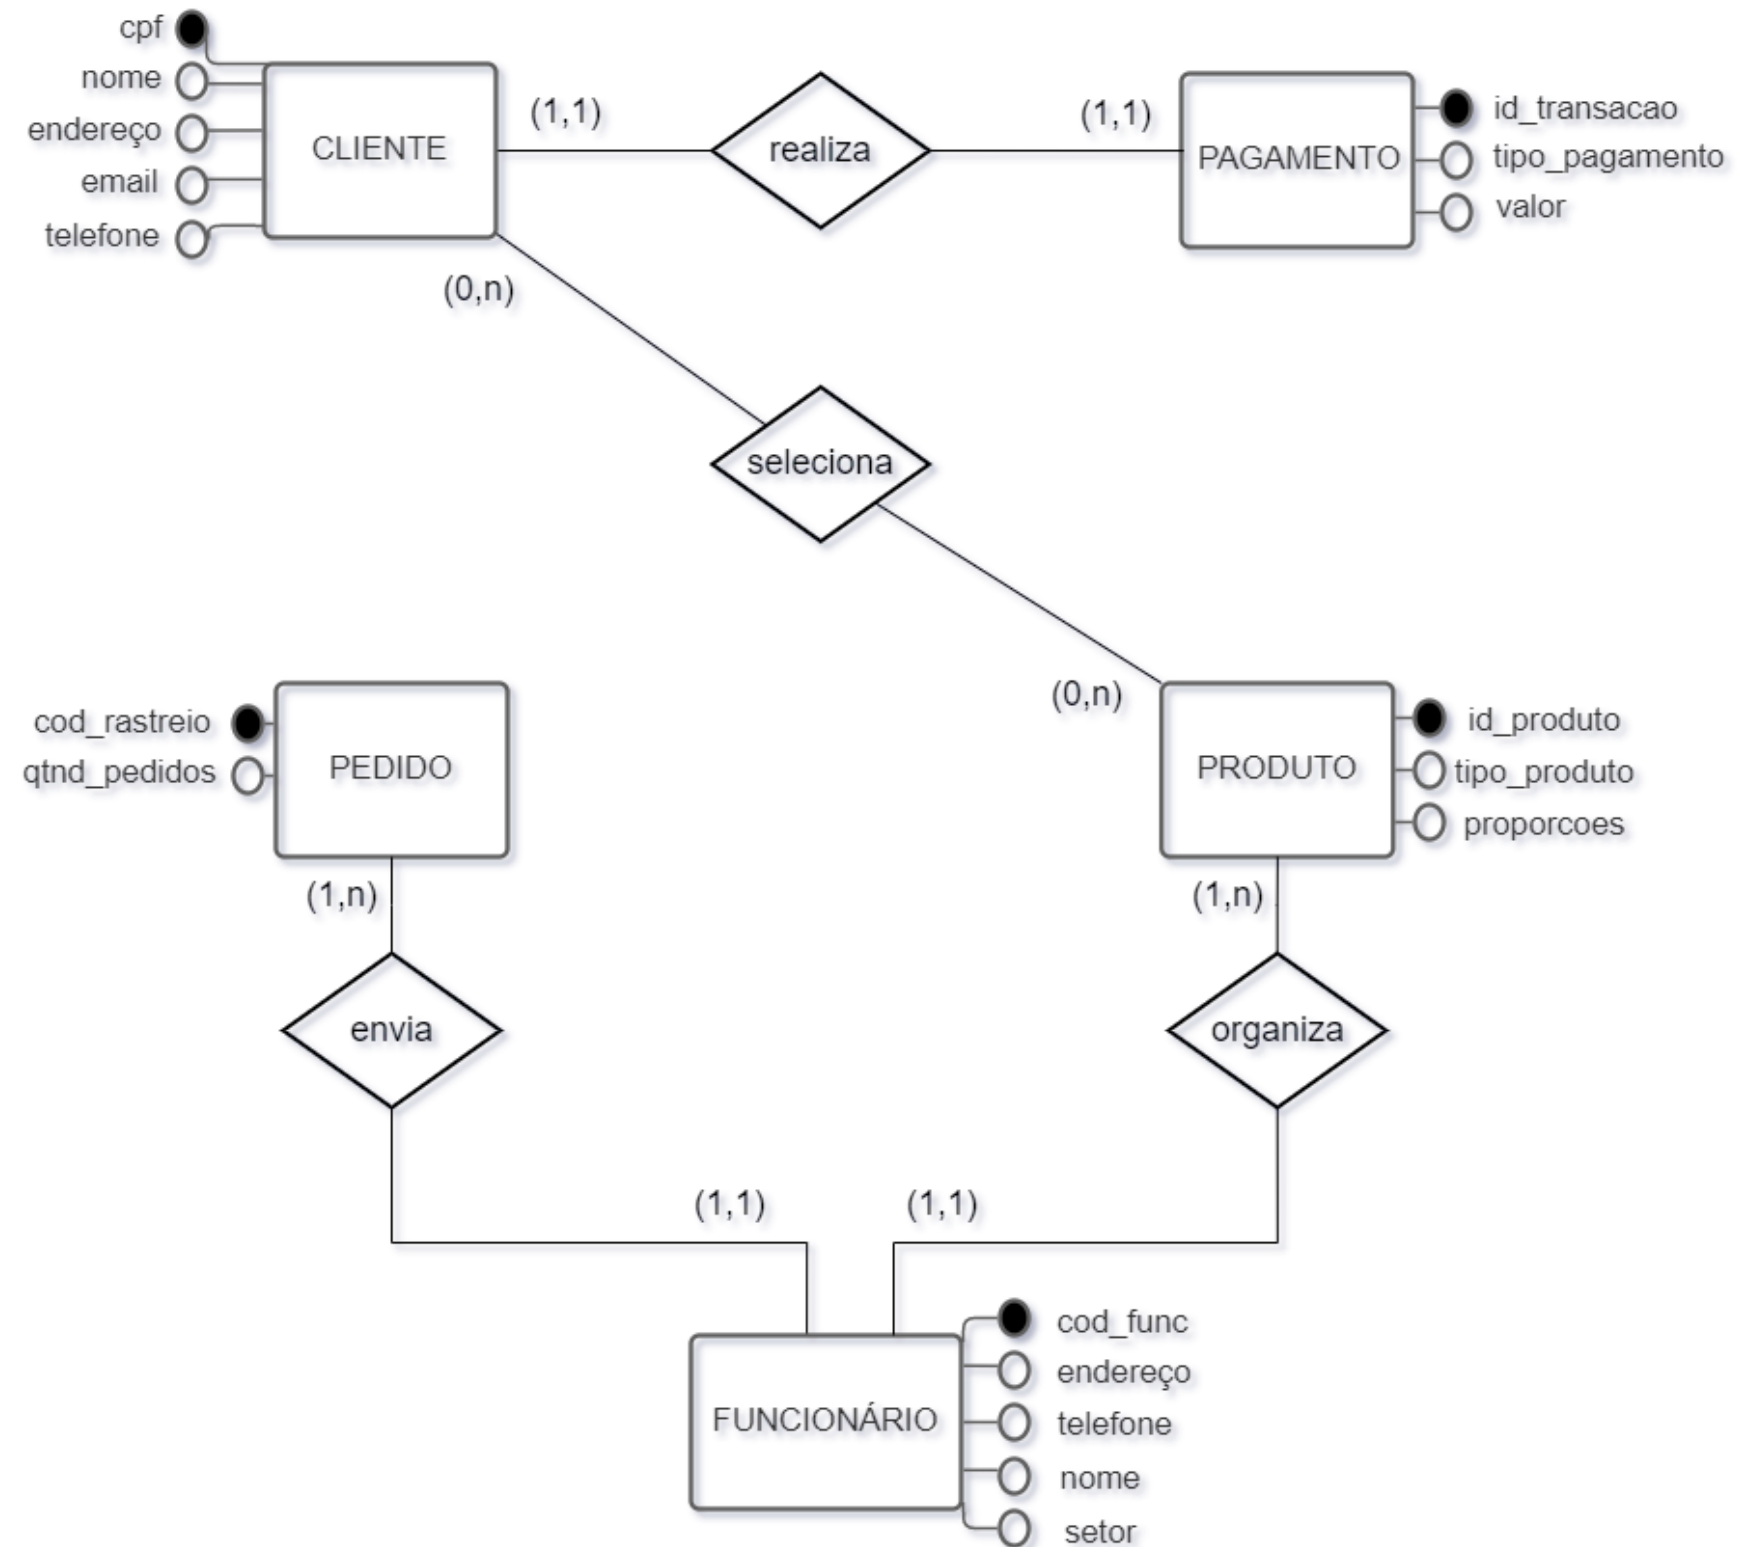 cpf
nome
endereço
email
telefone
CLIENTE
(1,1)
realiza
(1,1)
PAGAMENTO
id_transacao
tipo_pagamento
valor
(0,n)
seleciona
(0,n)
cod_rastreio
qtnd_pedidos
PEDIDO
PRODUTO
id_produto
tipo_produto
proporcoes
(1,n)
(1,n)
envia
organiza
(1,1)
(1,1)
FUNCIONÁRIO
cod_func
endereço
telefone
nome
setor